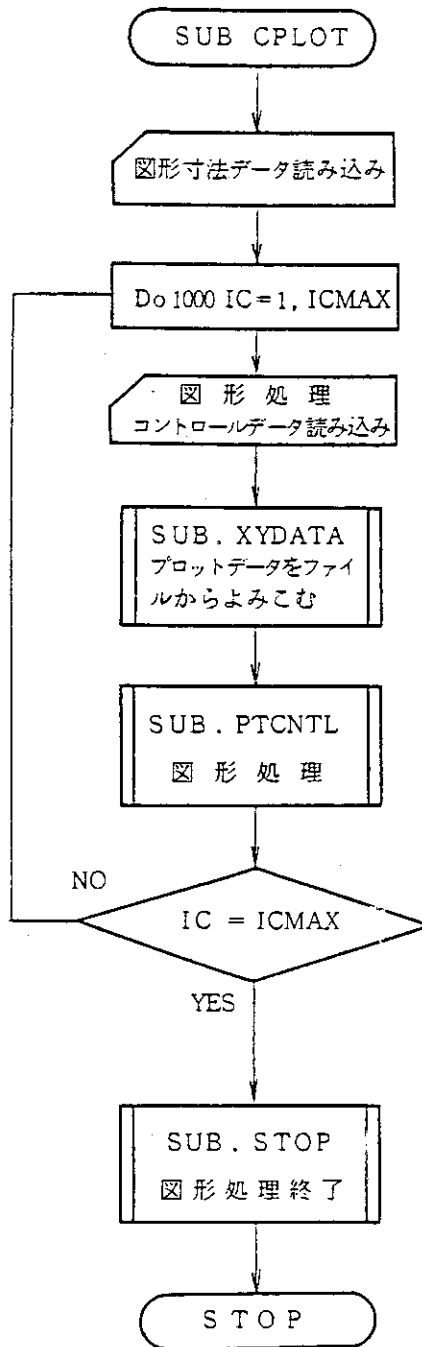 SUB CPLOT
図形寸法データ読み込み
Do 1000 IC=1, ICMAX
図形処理
コントロールデータ読み込み
SUB. XYDATA
プロットデータをファイ
ルからよみこむ
SUB. PTCNTL
図形処理
NO
IC = ICMAX
YES
SUB. STOP
図形処理終了
STOP